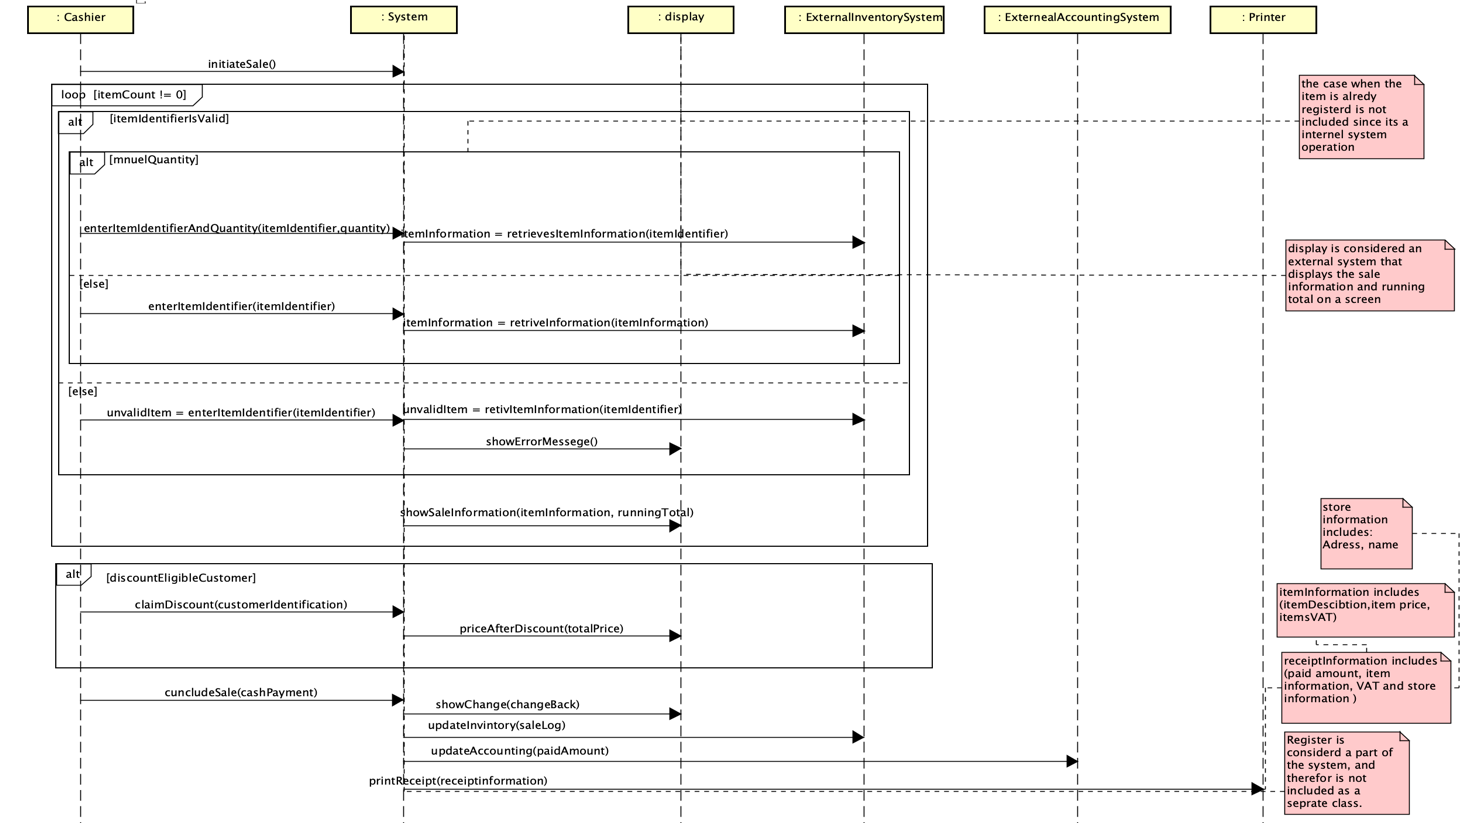 : Cashier
: System
: display
: ExternalInventorySystem
: ExternealAccountingSystem
: Printer
initiateSale()
loop [itemCount != 0]
alt [itemIdentifierIsValid]
alt [mnuelQuantity]
enterItemIdentifierAndQuantity(itemIdentifier,quantity)
itemInformation = retrievesItemInformation(itemIdentifier)
[else]
enterItemIdentifier(itemIdentifier)
itemInformation = retriveInformation(itemInformation)
[else]
unvalidItem = enterItemIdentifier(itemIdentifier)
unvalidItem = retivItemInformation(itemIdentifier)
showErrorMessege()
showSaleInformation(itemInformation, runningTotal)
alt [discountEligibleCustomer]
claimDiscount(customerIdentification)
priceAfterDiscount(totalPrice)
cuncludeSale(cashPayment)
showChange(changeBack)
updateInvintory(saleLog)
updateAccounting(paidAmount)
printReceipt(receiptinformation)
the case when the
item is alredy
registerd is not
included since its a
internel system
operation
display is considered an
external system that
displays the sale
information and running
total on a screen
store
information
includes:
Adress, name
itemInformation includes
(itemDescibtion,item price,
itemsVAT)
receiptInformation includes
(paid amount, item
information, VAT and store
information )
Register is
considerd a part of
the system, and
therefor is not
included as a
seprate class.